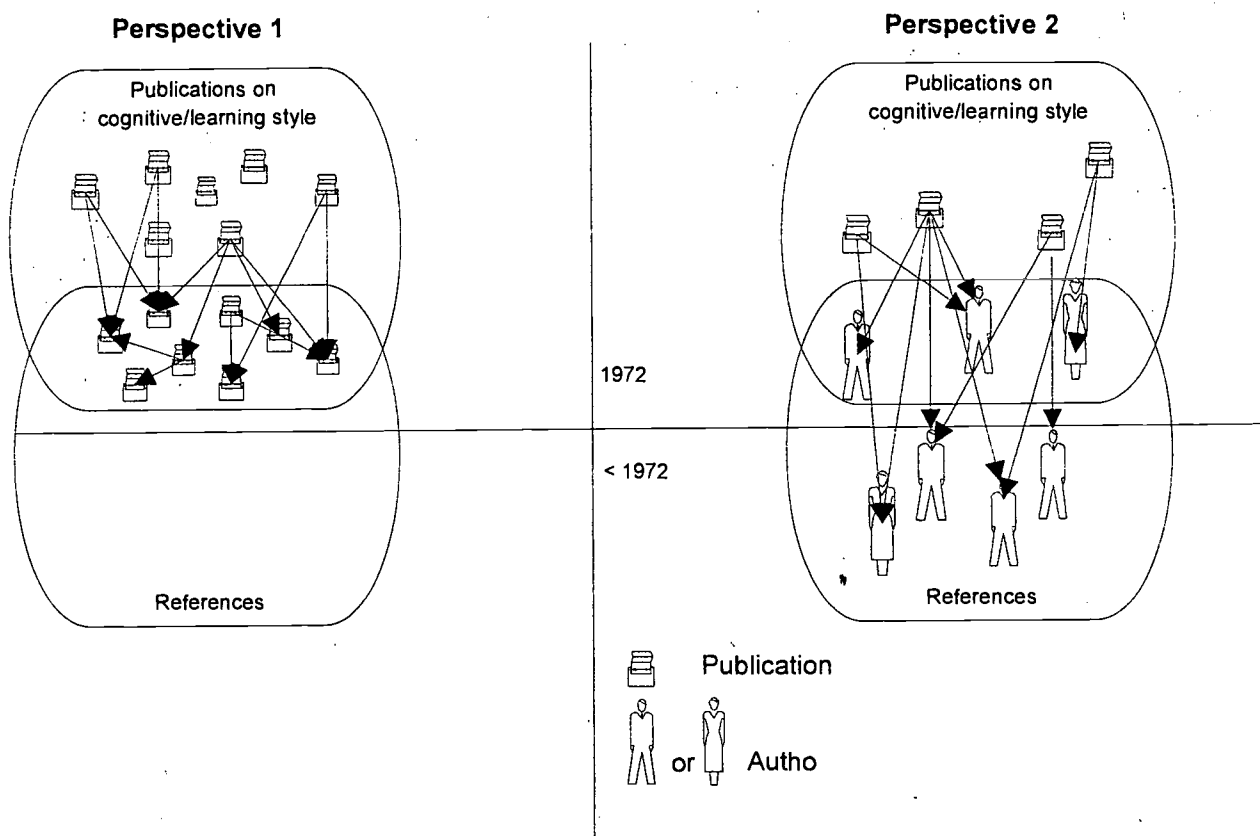 Perspective 1
Publications on
cognitive/learning style
References
Perspective 2
Publications on
cognitive/learning style
References
1972
< 1972
Publication
or Autho